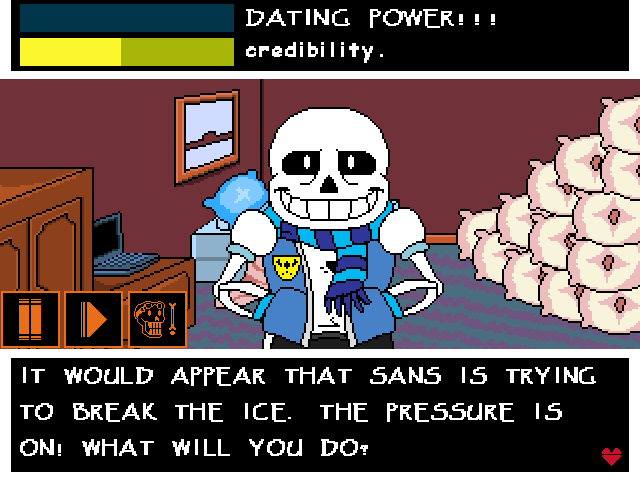 DATING POWER!!!
credibility.
IT WOULD APPEAR THAT SANS IS TRYING
TO BREAK THE ICE. THE PRESSURE IS
ON! WHAT WILL YOU DO?